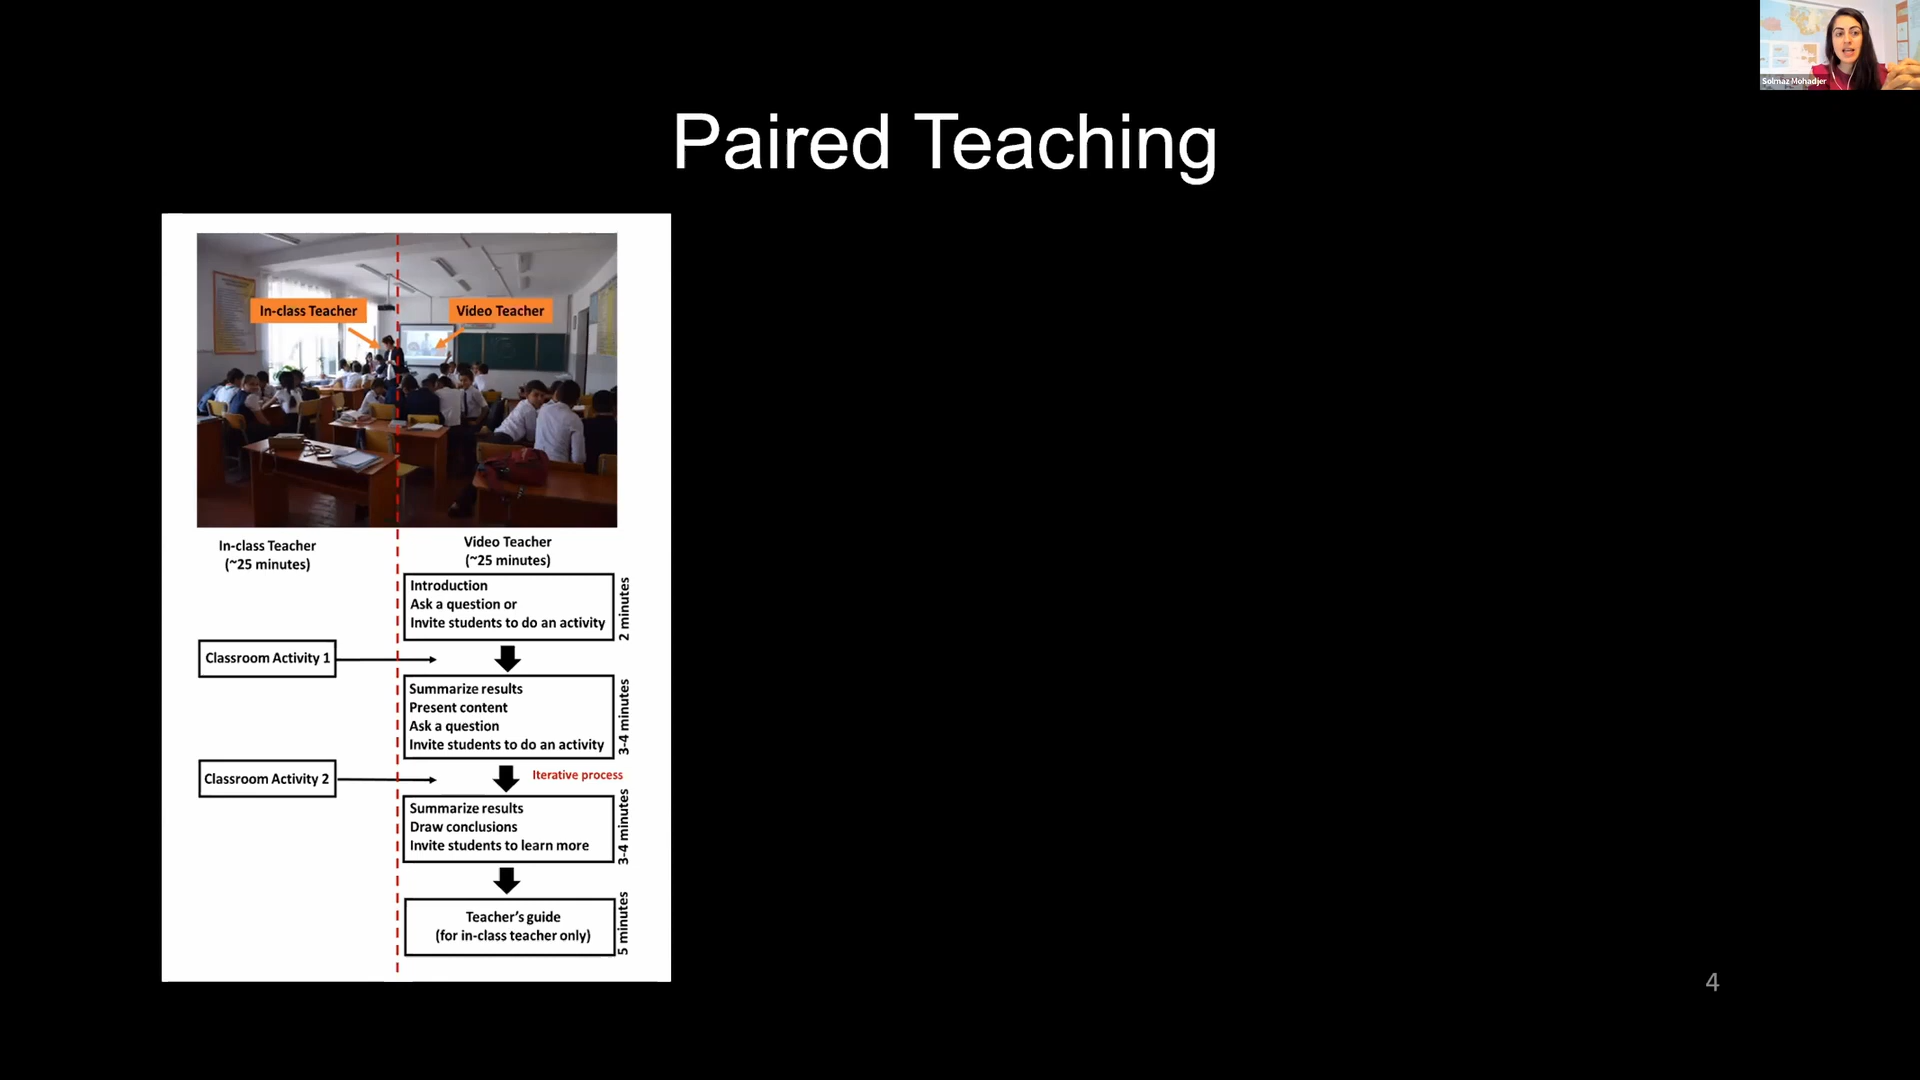 Solmaz Mohadjer
Paired Teaching
In-class Teacher
Video Teacher
In-class Teacher
(~25 minutes)
Video Teacher
(~25 minutes)
Introduction
Ask a question or
Invite students to do an activity
2 minutes
Classroom Activity 1
Summarize results
Present content
Ask a question
Invite students to do an activity
3-4 minutes
Classroom Activity 2
Iterative process
Summarize results
Draw conclusions
Invite students to learn more
3-4 minutes
Teacher's guide
(for in-class teacher only)
5 minutes
4